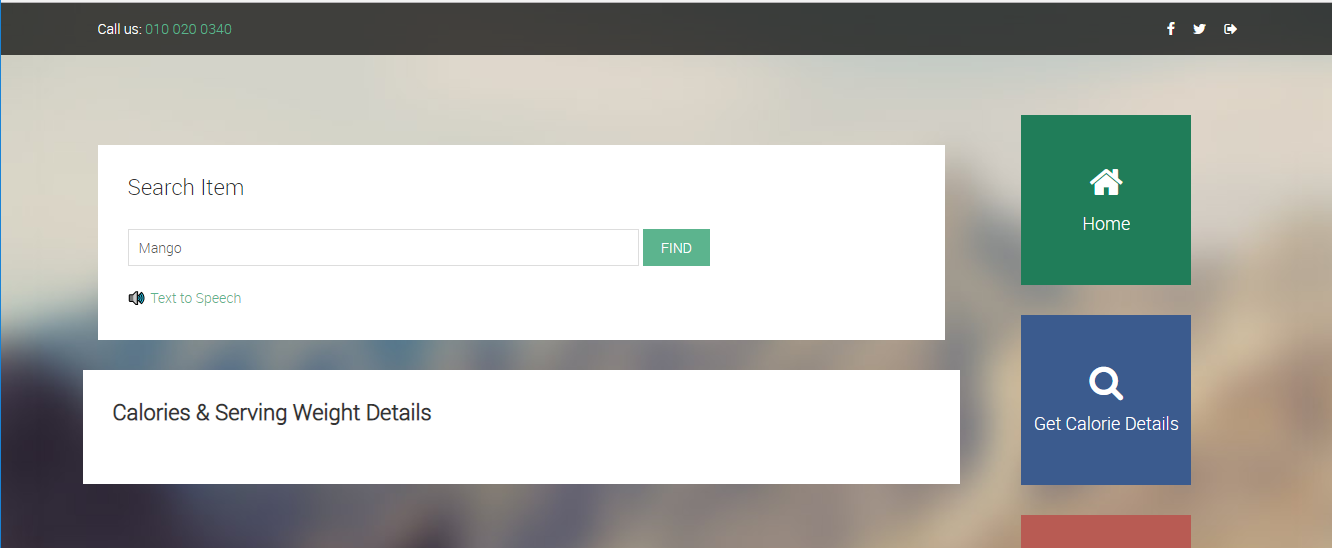 Call us: 010 020 0340
Search Item
Mango
FIND
Text to Speech
Calories & Serving Weight Details
Home
Get Calorie Details